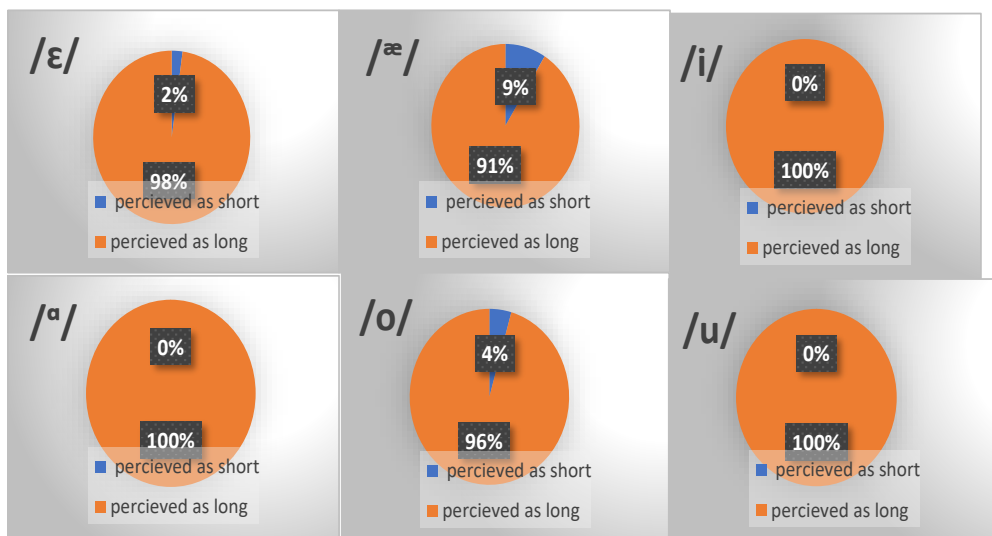 /ɛ/
2%
98%
percieved as short
percieved as long
/æ/
9%
91%
percieved as short
percieved as long
/i/
0%
100%
percieved as short
percieved as long
/ɑ/
0%
100%
percieved as short
percieved as long
/o/
4%
96%
percieved as short
percieved as long
/u/
0%
100%
percieved as short
percieved as long